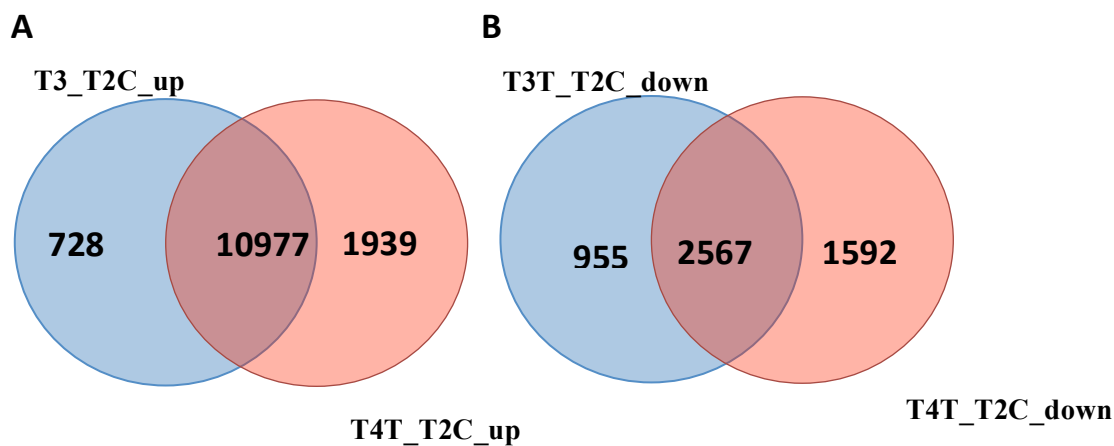 A
T3_T2C_up
728
10977
1939
T4T_T2C_up
B
T3T_T2C_down
955
2567
1592
T4T_T2C_down